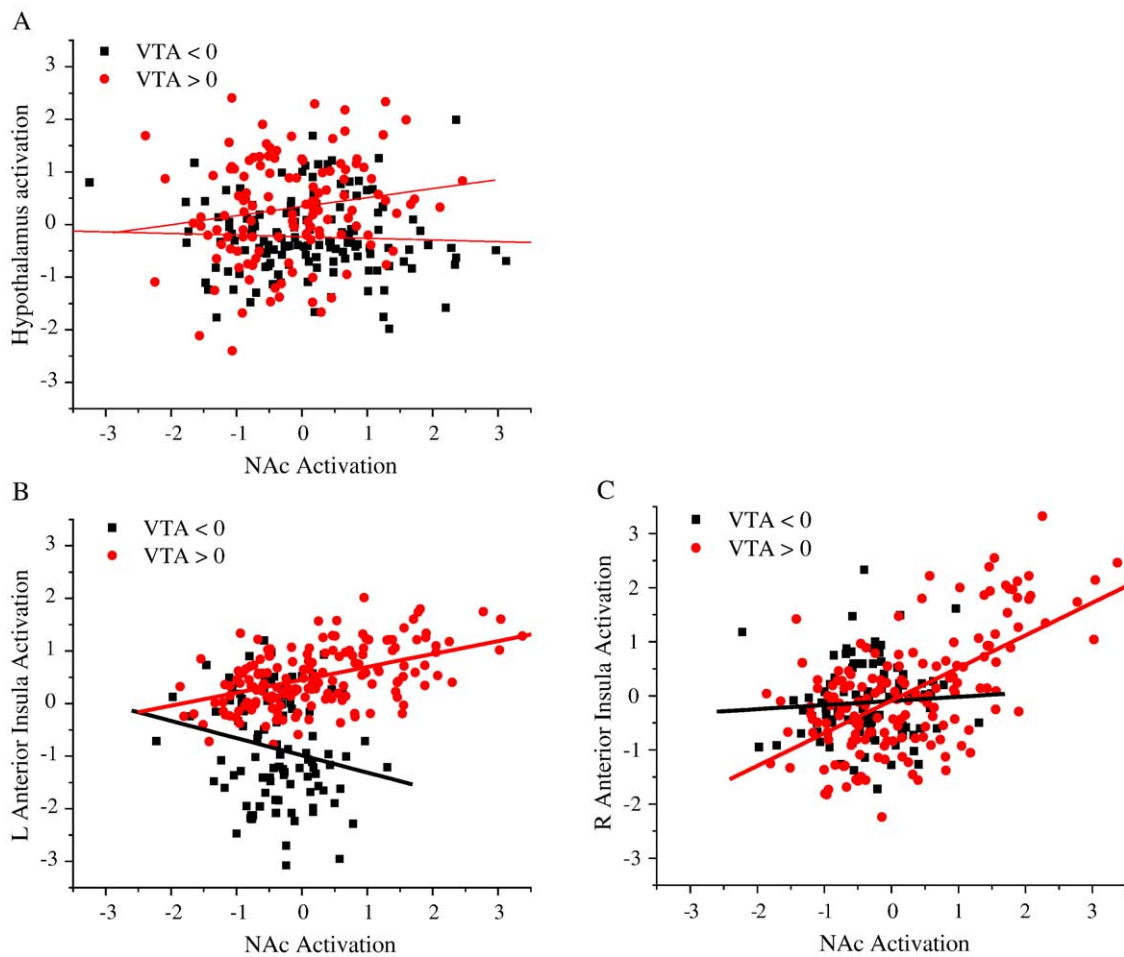 A
VTA < 0
VTA > 0
Hypothalamus activation
3
2
1
0
-1
-2
-3
-3 -2 -1 0 1 2 3
NAc Activation
B
VTA < 0
VTA > 0
L Anterior Insula Activation
3
2
1
0
-1
-2
-3
-3 -2 -1 0 1 2 3
NAc Activation
C
VTA < 0
VTA > 0
R Anterior Insula Activation
3
2
1
0
-1
-2
-3
-3 -2 -1 0 1 2 3
NAc Activation